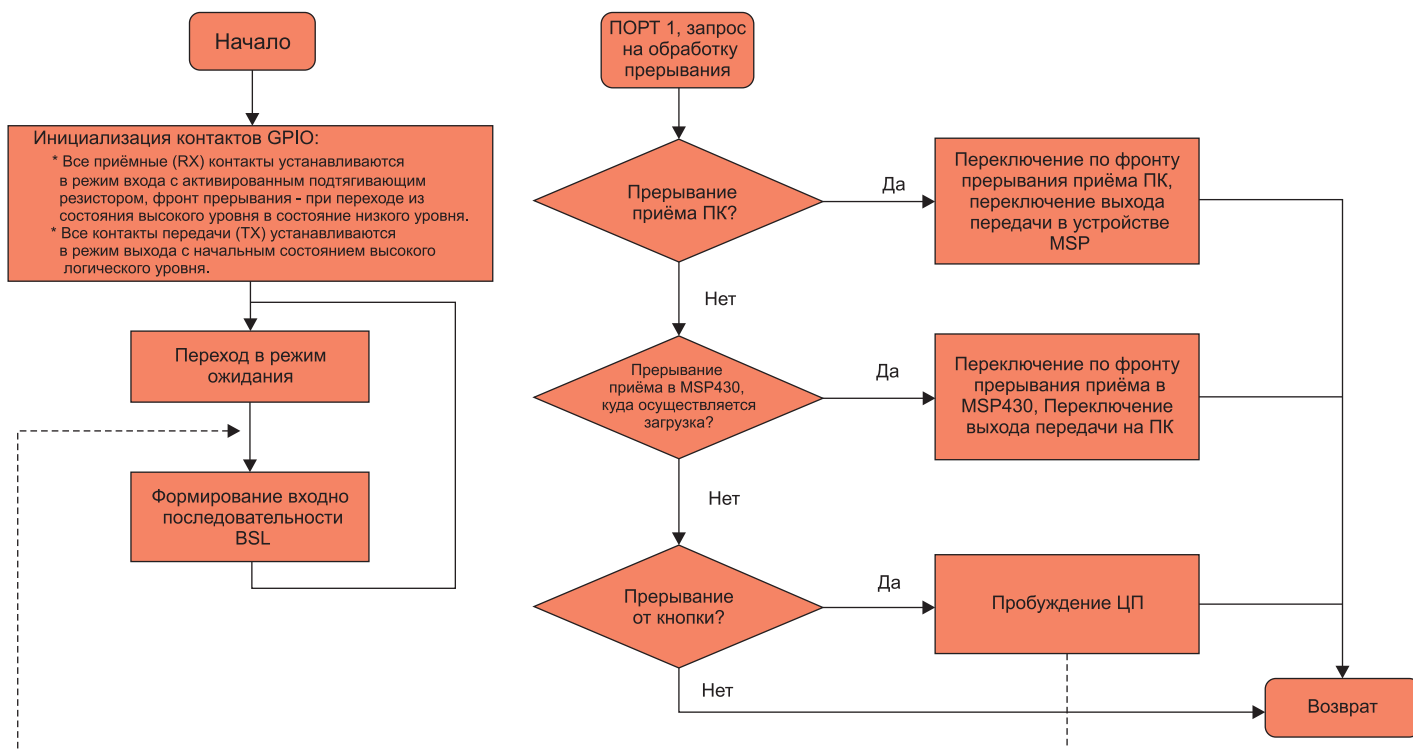 Начало
Инициализация контактов GPIO:
* Все приёмные (RX) контакты устанавливаются
в режим входа с активированным подтягивающим
резистором, фронт прерывания - при переходе из
состояния высокого уровня в состояние низкого уровня.
* Все контакты передачи (TX) устанавливаются
в режим выхода с начальным состоянием высокого
логического уровня.
Переход в режим
ожидания
Формирование входно
последовательности
BSL
ПОРТ 1, запрос
на обработку
прерывания
Прерывание
приёма ПК?
Да
Переключение по фронту
прерывания приёма ПК,
переключение выхода
передачи в устройстве
MSP
Нет
Прерывание
приёма в MSP430,
куда осуществляется
загрузка?
Да
Переключение по фронту
прерывания приёма в
MSP430, Переключение
выхода передачи на ПК
Нет
Прерывание
от кнопки?
Да
Пробуждение ЦП
Нет
Возврат